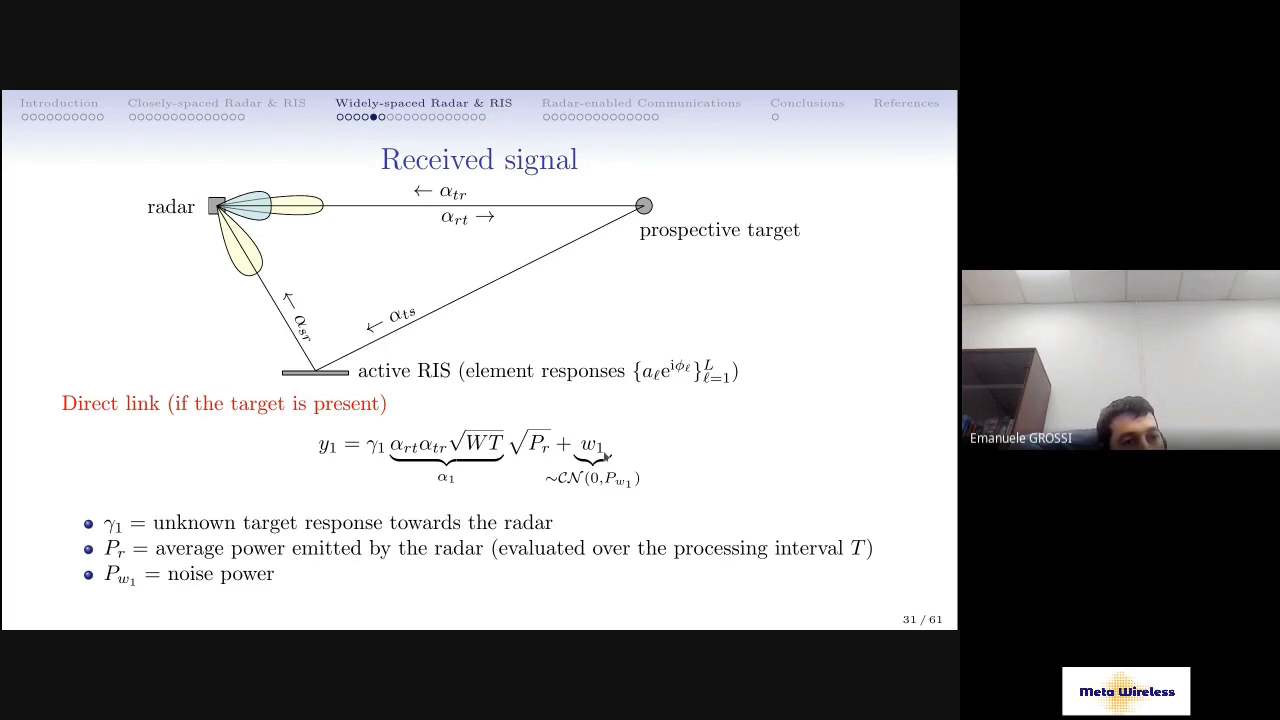 Introduction Closely-spaced Radar & RIS Widely-spaced Radar & RIS Radar-enabled Communications Conclusions References
Received signal
← α_tr
radar
α_rt →
prospective target
← α_ts
← α_sr
active RIS (element responses {a_ℓ e^{iϕ_ℓ}}_{ℓ=1}^L)
Direct link (if the target is present)
y_1 = γ_1 α_rt α_tr √WT √P_r + w_1
α_1 ∼𝒞𝒩(0,P_{w_1})
γ_1 = unknown target response towards the radar
P_r = average power emitted by the radar (evaluated over the processing interval T)
P_{w_1} = noise power
31 / 61
Emanuele GROSSI
Meta Wireless